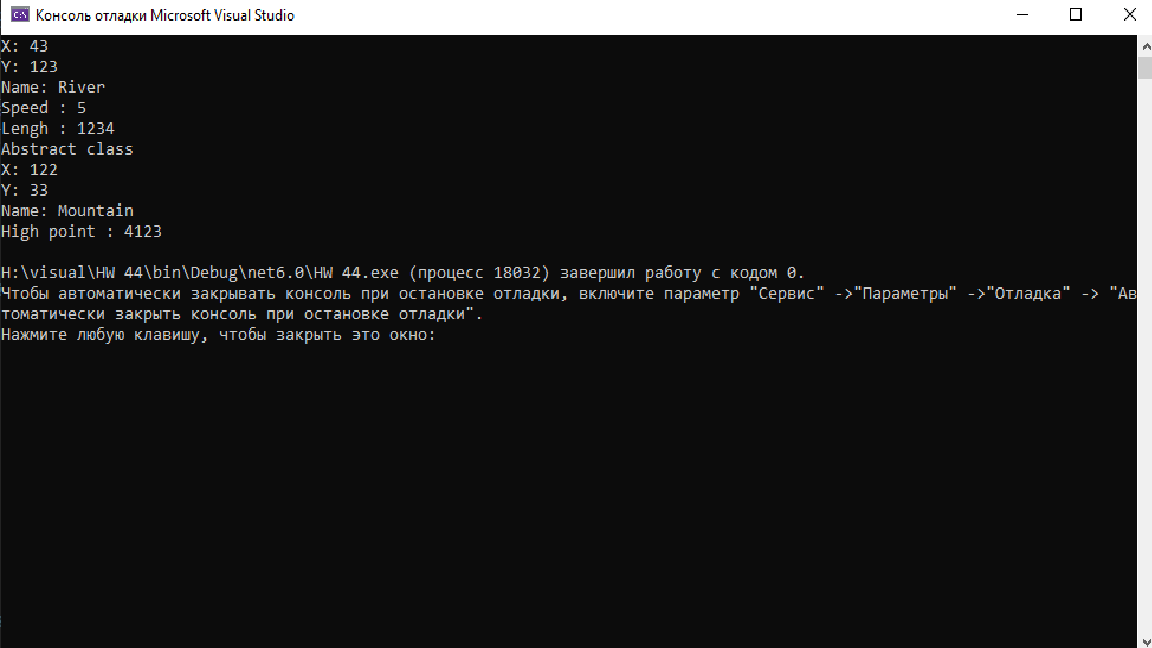 Консоль отладки Microsoft Visual Studio
X: 43
Y: 123
Name: River
Speed : 5
Lengh : 1234
Abstract class
X: 122
Y: 33
Name: Mountain
High point : 4123
H:\visual\HW 44\bin\Debug\net6.0\HW 44.exe (процесс 18032) завершил работу с кодом 0.
Чтобы автоматически закрывать консоль при остановке отладки, включите параметр "Сервис" ->"Параметры" ->"Отладка" -> "Ав
томатически закрыть консоль при остановке отладки".
Нажмите любую клавишу, чтобы закрыть это окно: